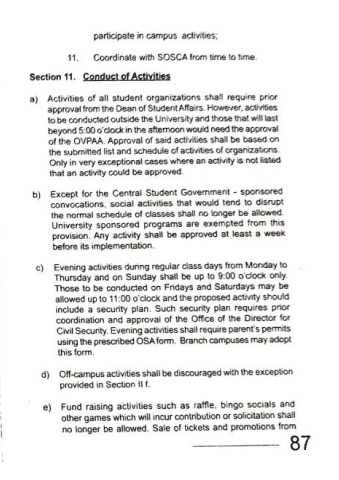 participate in campus activities;
11. Coordinate with SOSCA from time to time.
Section 11. Conduct of Activities
a) Activities of all student organizations shall require prior
approval from the Dean of Student Affairs. However, activities
to be conducted outside the University and those that will last
beyond 5:00 o'clock in the afternoon would need the approval
of the OVPAA. Approval of said activities shall be based on
the submitted list and schedule of activities of organizations.
Only in very exceptional cases where an activity is not listed
that an activity could be approved.
b) Except for the Central Student Government - sponsored
convocations, social activities that would tend to disrupt
the normal schedule of classes shall no longer be allowed.
University sponsored programs are exempted from this
provision. Any activity shall be approved at least a week
before its implementation.
c) Evening activities during regular class days from Monday to
Thursday and on Sunday shall be up to 9:00 o'clock only.
Those to be conducted on Fridays and Saturdays may be
allowed up to 11:00 o'clock and the proposed activity should
include a security plan. Such security plan requires prior
coordination and approval of the Office of the Director for
Civil Security. Evening activities shall require parent's permits
using the prescribed OSA form. Branch campuses may adopt
this form.
d) Off-campus activities shall be discouraged with the exception
provided in Section II f.
e) Fund raising activities such as raffle, bingo socials and
other games which will incur contribution or solicitation shall
no longer be allowed. Sale of tickets and promotions from
87